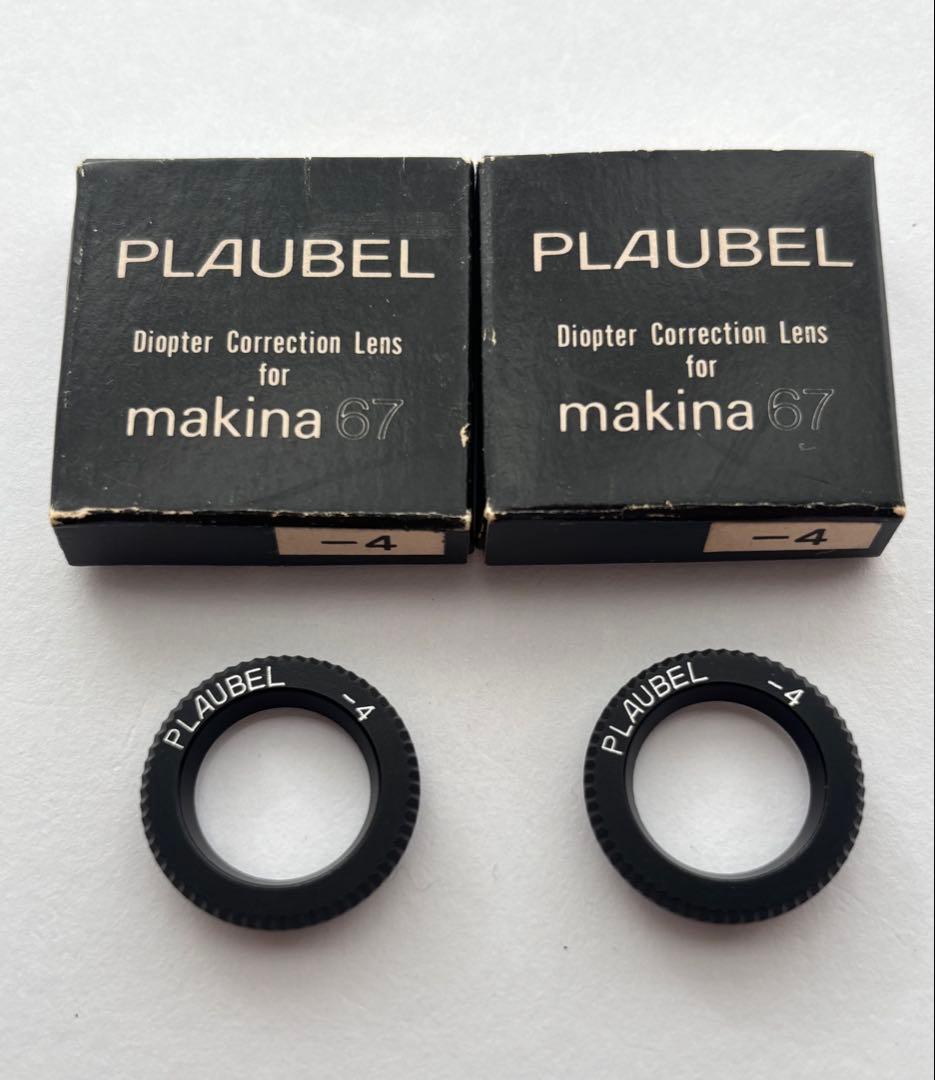 PLAUBEL
Diopter Correction Lens
for
makina 67
-4
PLAUBEL
Diopter Correction Lens
for
makina 67
-4
PLAUBEL -4
PLAUBEL -4